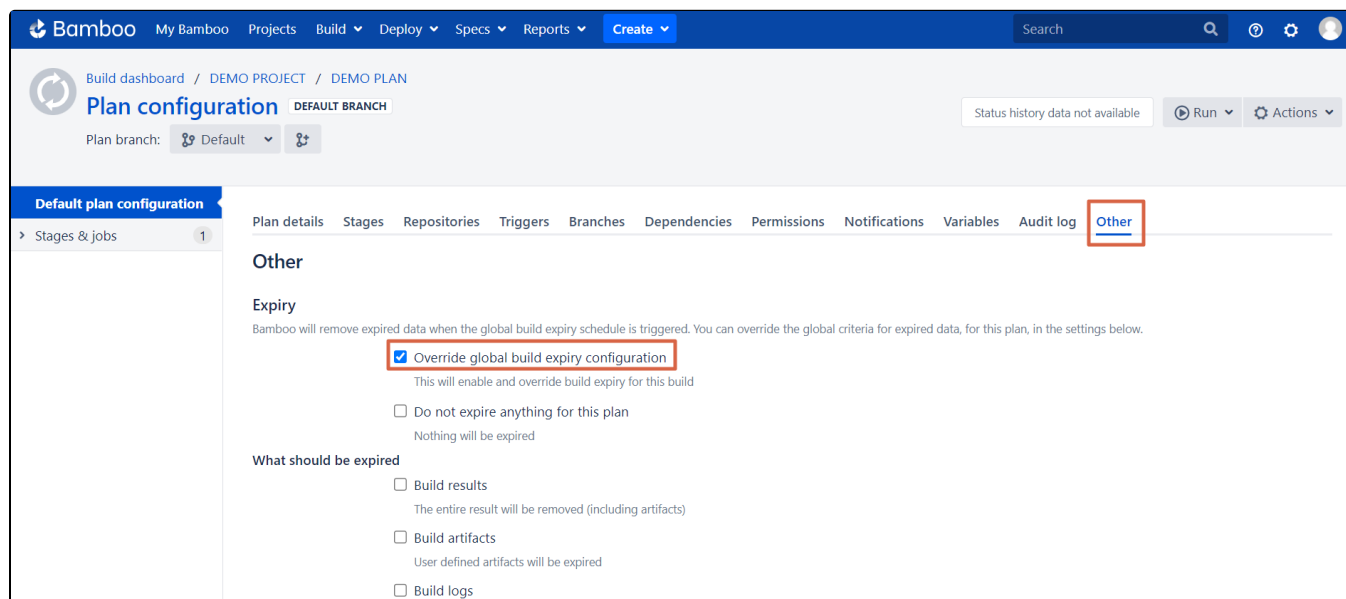 Bamboo My Bamboo Projects Build Deploy Specs Reports Create Search
Build dashboard / DEMO PROJECT / DEMO PLAN
Plan configuration DEFAULT BRANCH
Status history data not available Run Actions
Plan branch: Default
Default plan configuration
Stages & jobs 1
Plan details Stages Repositories Triggers Branches Dependencies Permissions Notifications Variables Audit log Other
Other
Expiry
Bamboo will remove expired data when the global build expiry schedule is triggered. You can override the global criteria for expired data, for this plan, in the settings below.
Override global build expiry configuration
This will enable and override build expiry for this build
Do not expire anything for this plan
Nothing will be expired
What should be expired
Build results
The entire result will be removed (including artifacts)
Build artifacts
User defined artifacts will be expired
Build logs